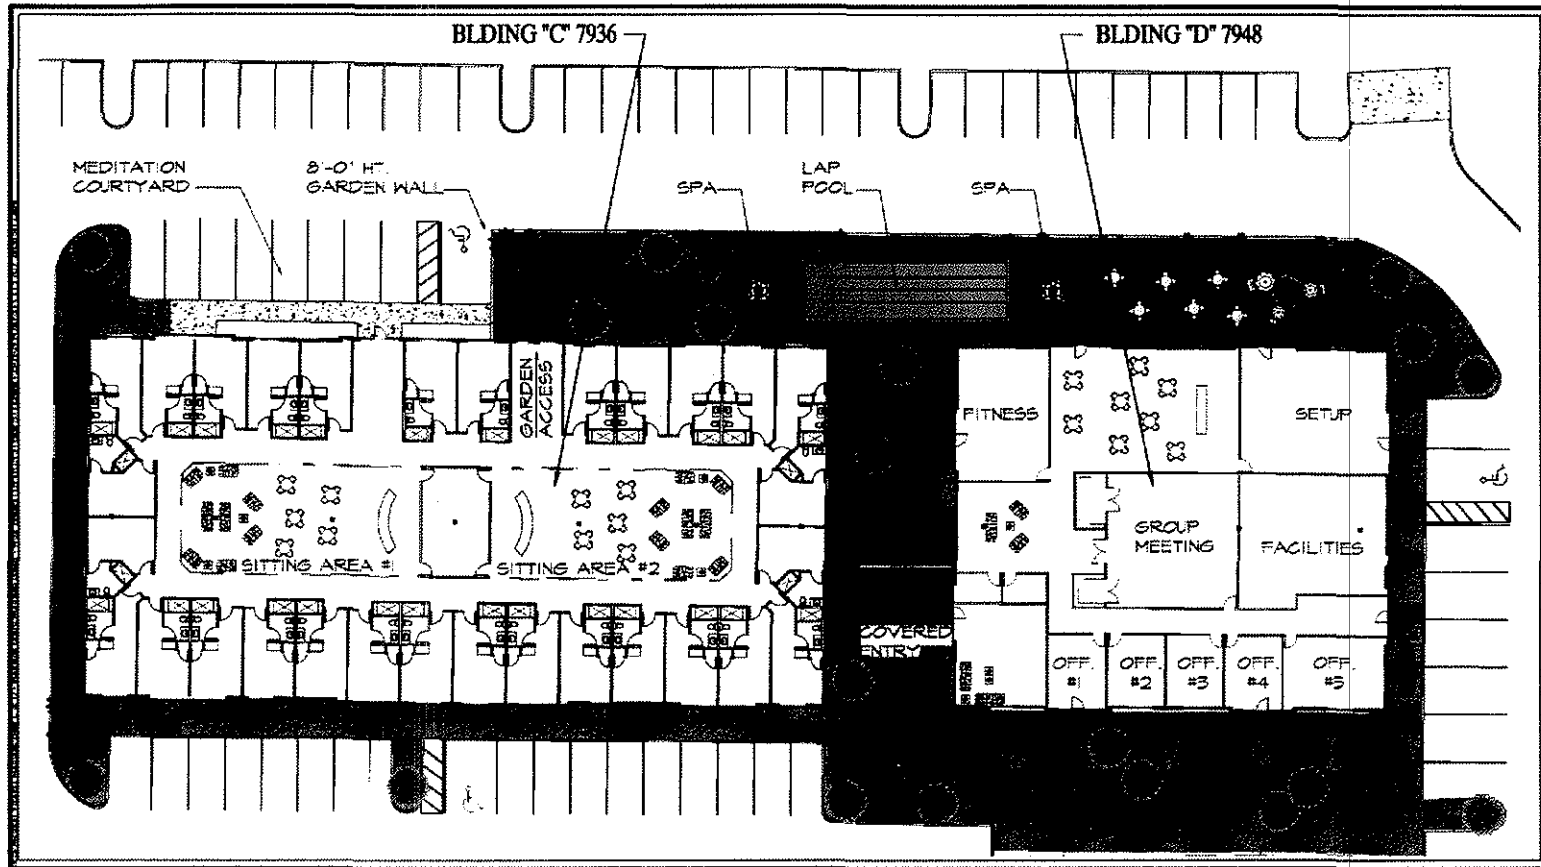 BLDING "C" 7936
BLDING "D" 7948
MEDITATION
COURTYARD
8'-0" HT.
GARDEN WALL
SPA
LAP
POOL
SPA
GARDEN
ACCESS
FITNESS
SETUP
GROUP
MEETING
FACILITIES
SITTING AREA #1
SITTING AREA #2
COVERED
ENTRY
OFF.
#1
OFF.
#2
OFF.
#3
OFF.
#4
OFF.
#5